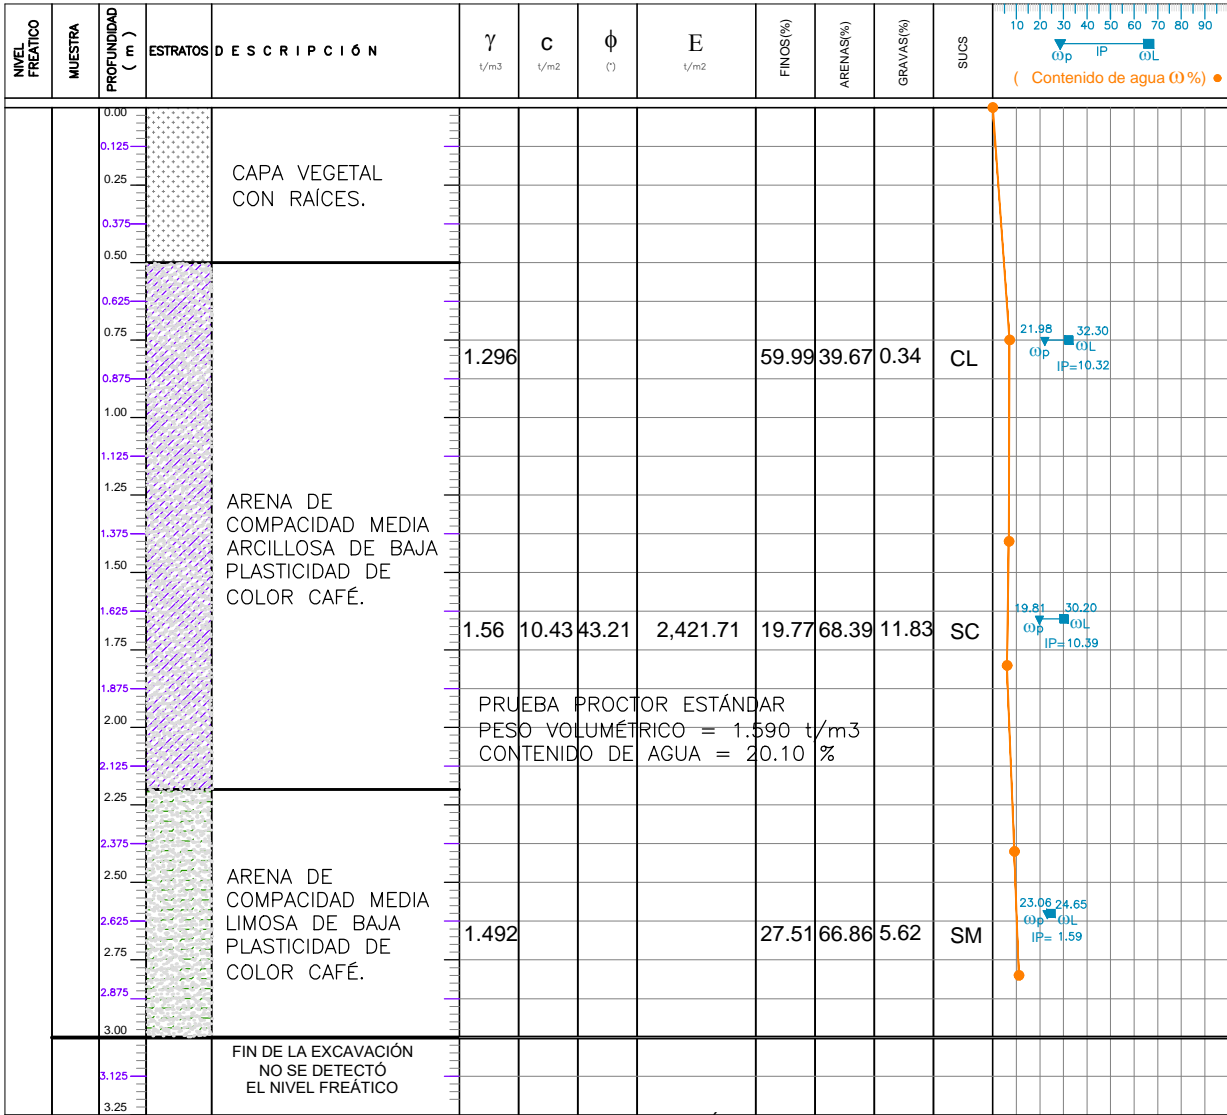 NIVEL
FREATICO
MUESTRA
PROFUNDIDAD
( m )
ESTRATOS
DESCRIPCIÓN
γ
t/m3
c
t/m2
ϕ
(°)
E
t/m2
FINOS(%)
ARENAS(%)
GRAVAS(%)
SUCS
10 20 30 40 50 60 70 80 90
ωp IP ωL
( Contenido de agua ω %)
0.00
0.125
0.25
0.375
0.50
0.625
0.75
0.875
1.00
1.125
1.25
1.375
1.50
1.625
1.75
1.875
2.00
2.125
2.25
2.375
2.50
2.625
2.75
2.875
3.00
3.125
3.25
CAPA VEGETAL
CON RAÍCES.
1.296 59.99 39.67 0.34 CL
21.98 32.30
ωp ωL
IP=10.32
ARENA DE
COMPACIDAD MEDIA
ARCILLOSA DE BAJA
PLASTICIDAD DE
COLOR CAFÉ.
1.56 10.43 43.21 2,421.71 19.77 68.39 11.83 SC
19.81 30.20
ωp ωL
IP=10.39
PRUEBA PROCTOR ESTÁNDAR
PESO VOLUMÉTRICO = 1.590 t/m3
CONTENIDO DE AGUA = 20.10 %
ARENA DE
COMPACIDAD MEDIA
LIMOSA DE BAJA
PLASTICIDAD DE
COLOR CAFÉ.
1.492 27.51 66.86 5.62 SM
23.06 24.65
ωp ωL
IP= 1.59
FIN DE LA EXCAVACIÓN
NO SE DETECTÓ
EL NIVEL FREÁTICO